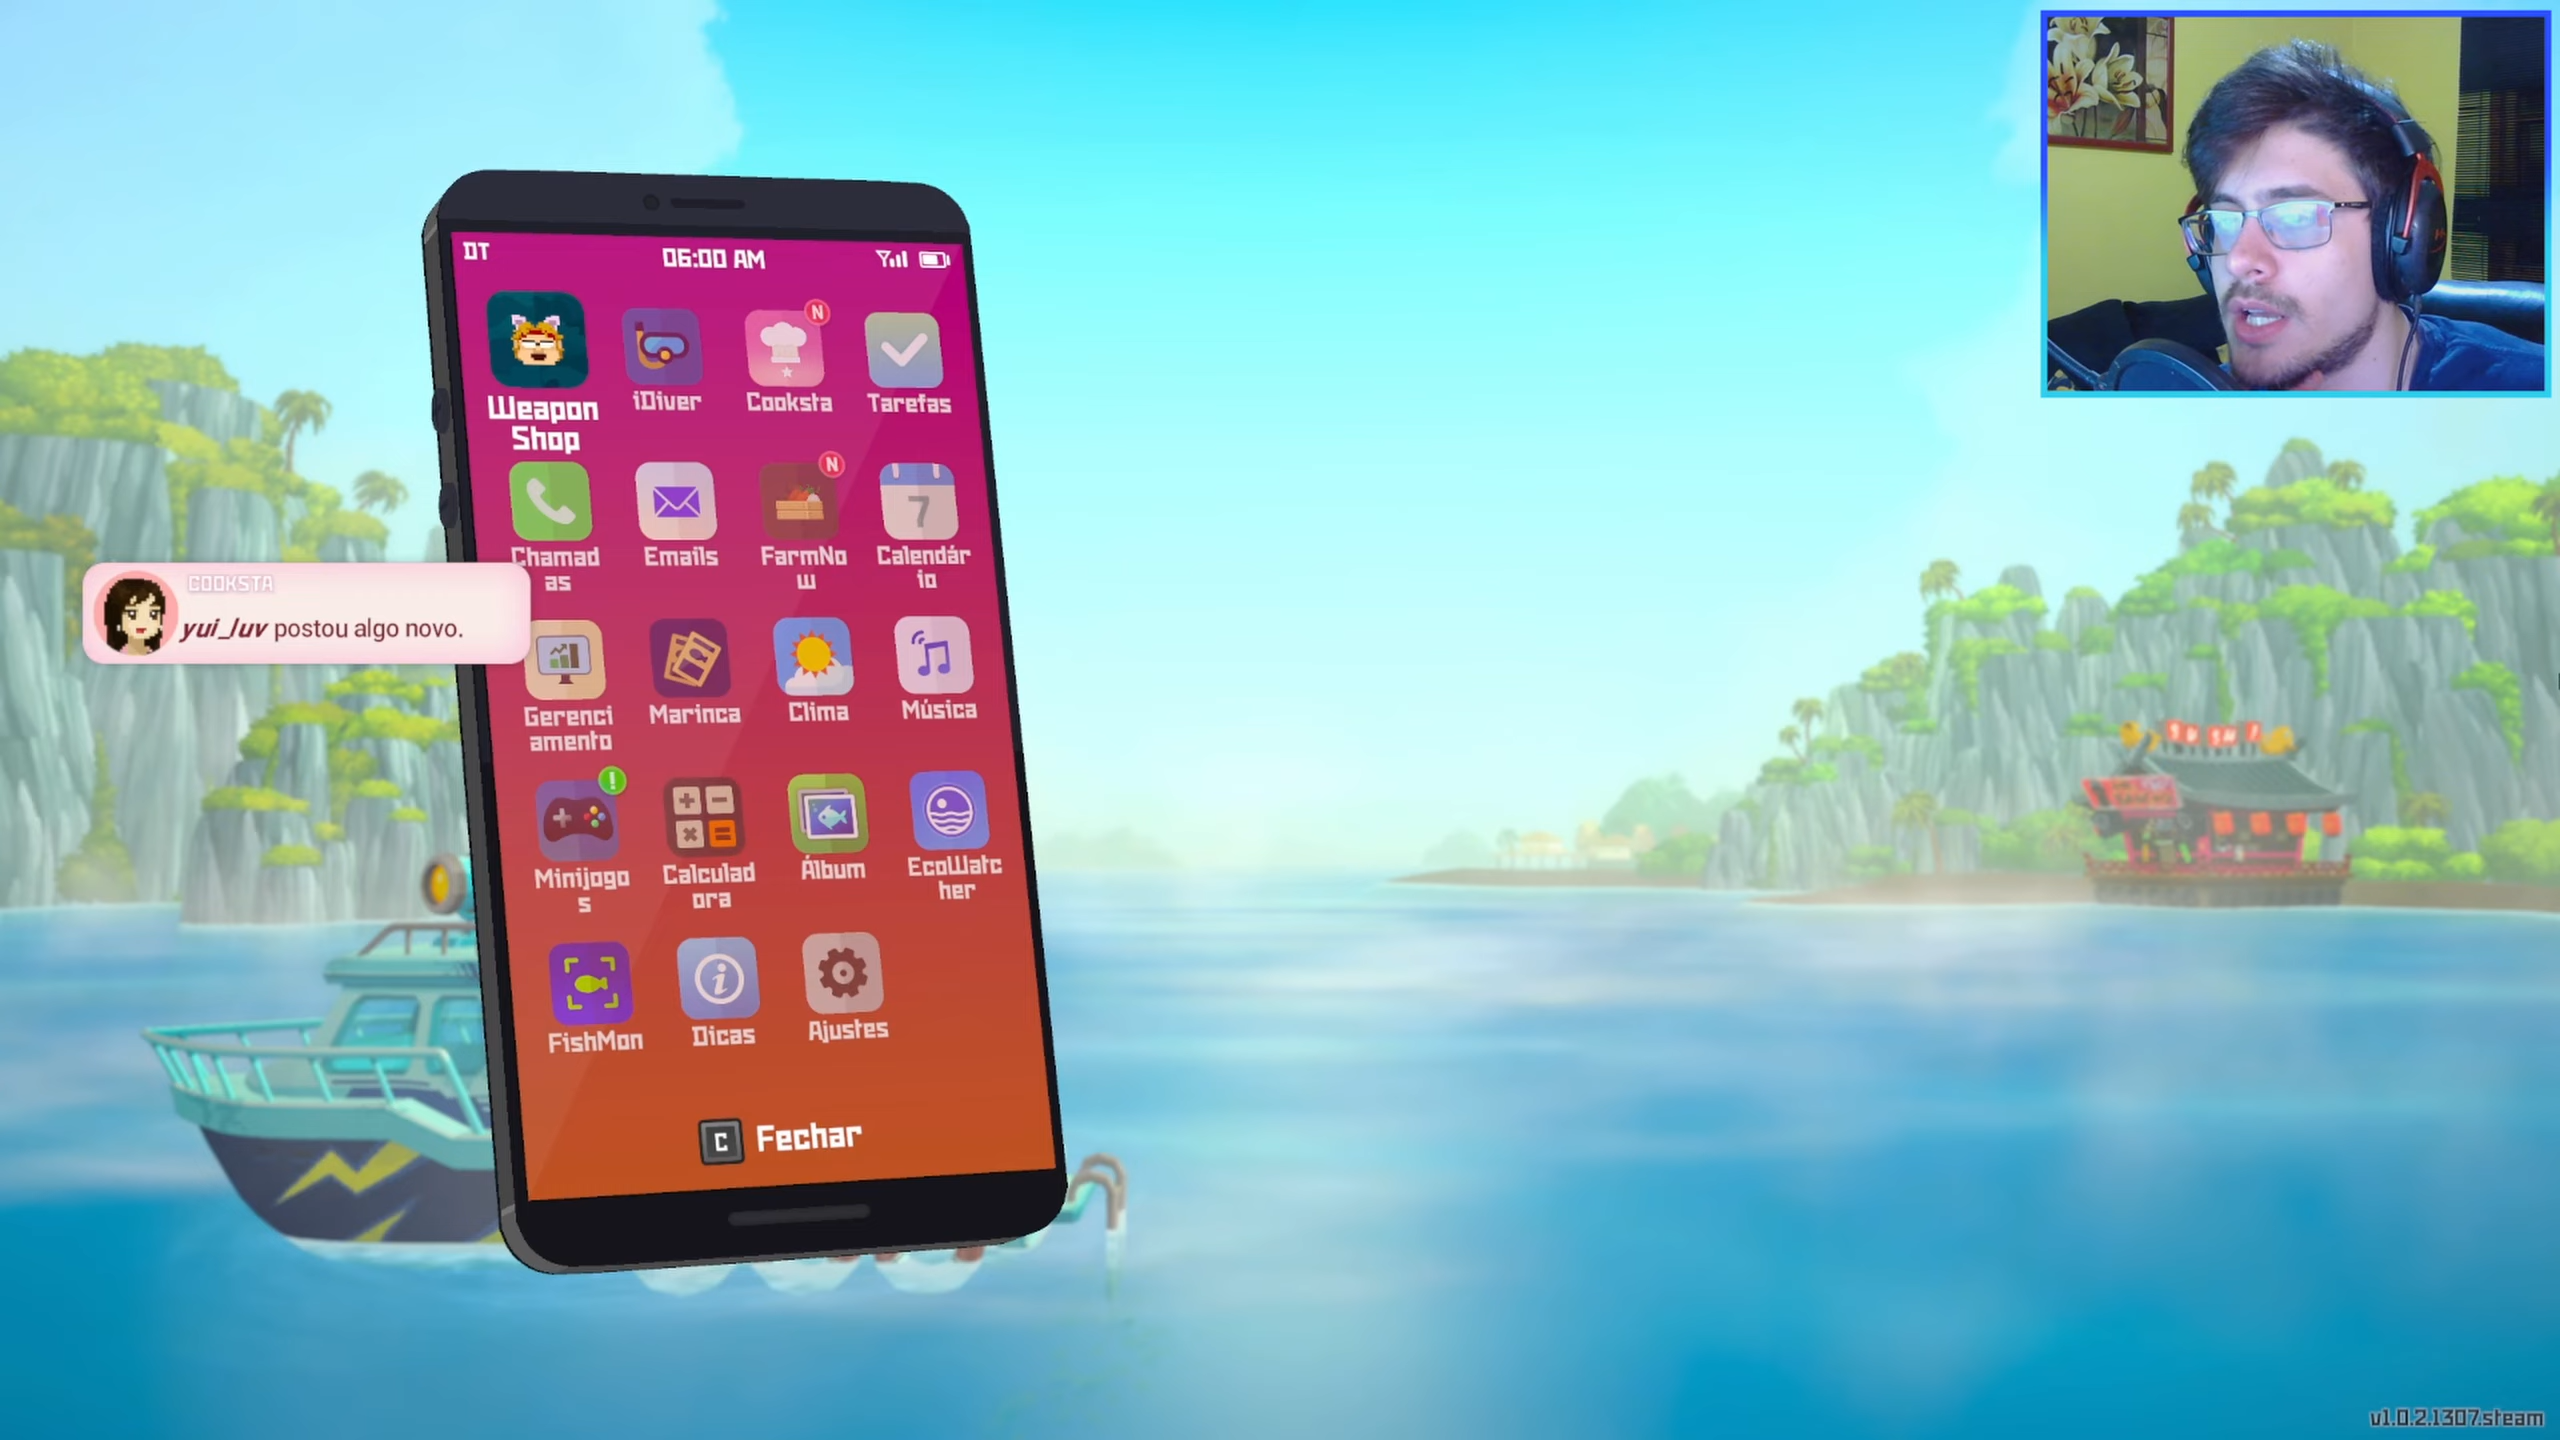 DT
06:00 AM
Weapon
Shop
iDiver
N
Cooksta
Tarefas
Chamad
as
Emails
N
FarmNo
w
7
Calendár
io
COOKSTA
yui_luv postou algo novo.
Gerenci
amento
Marinca
Clima
Música
!
Minijogo
s
Calculad
ora
Álbum
EcoWatc
her
FishMon
Dicas
Ajustes
C Fechar
SUSHI
v1.0.2.1307.steam